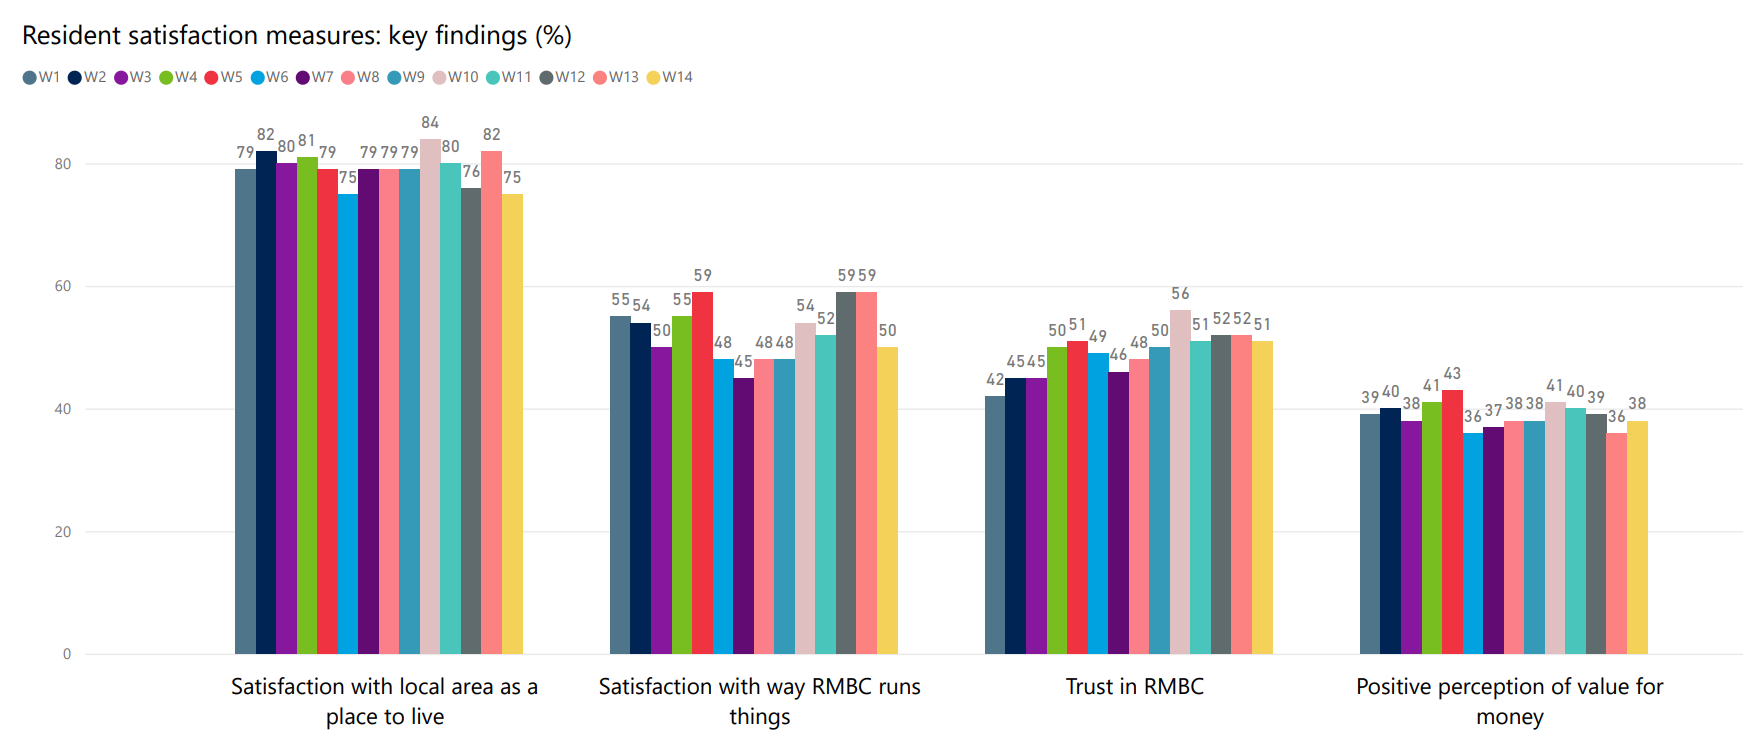 Resident satisfaction measures: key findings (%)
W1 W2 W3 W4 W5 W6 W7 W8 W9 W10 W11 W12 W13 W14
80
60
40
20
0
79 82 80 81 79 75 79 79 79 84 80 76 82 75
55 54 50 55 59 48 45 48 48 54 52 59 59 50
42 45 45 50 51 49 46 48 50 56 51 52 52 51
39 40 38 41 43 36 37 38 38 41 40 39 36 38
Satisfaction with local area as a
place to live
Satisfaction with way RMBC runs
things
Trust in RMBC
Positive perception of value for
money